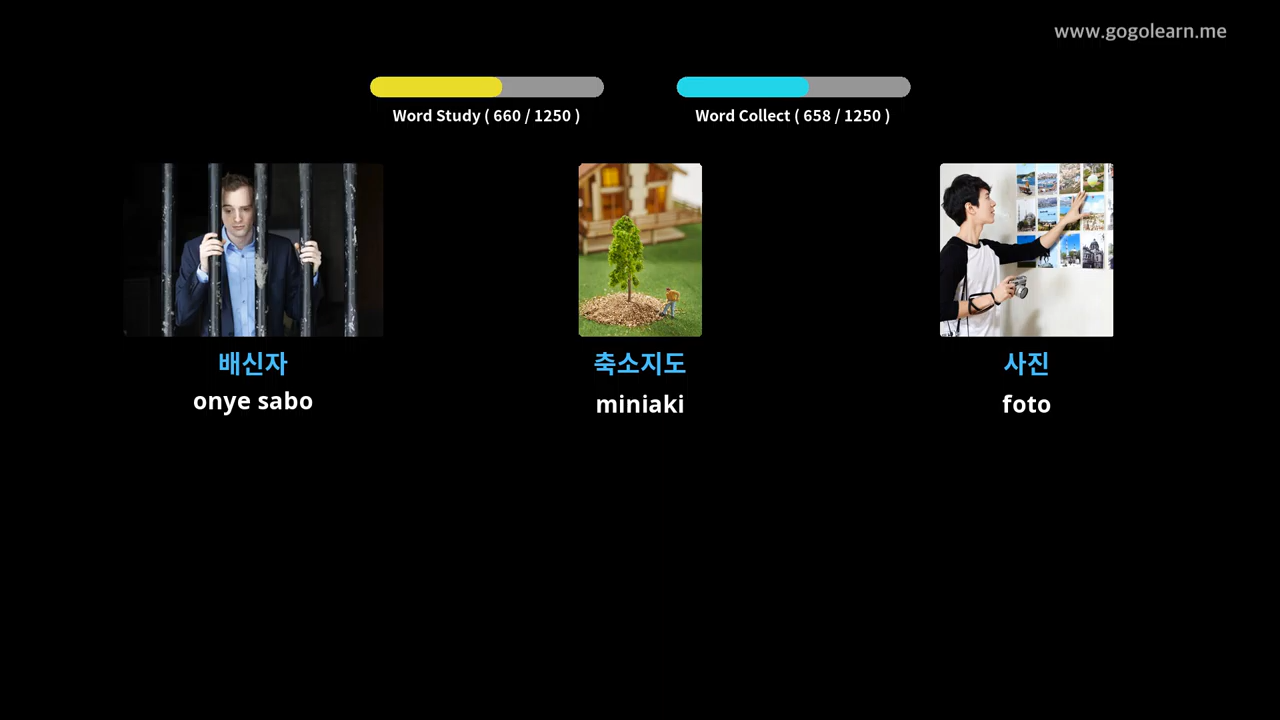 www.gogolearn.me
Word Study ( 660 / 1250 )
Word Collect ( 658 / 1250 )
배신자
onye sabo
축소지도
miniaki
사진
foto